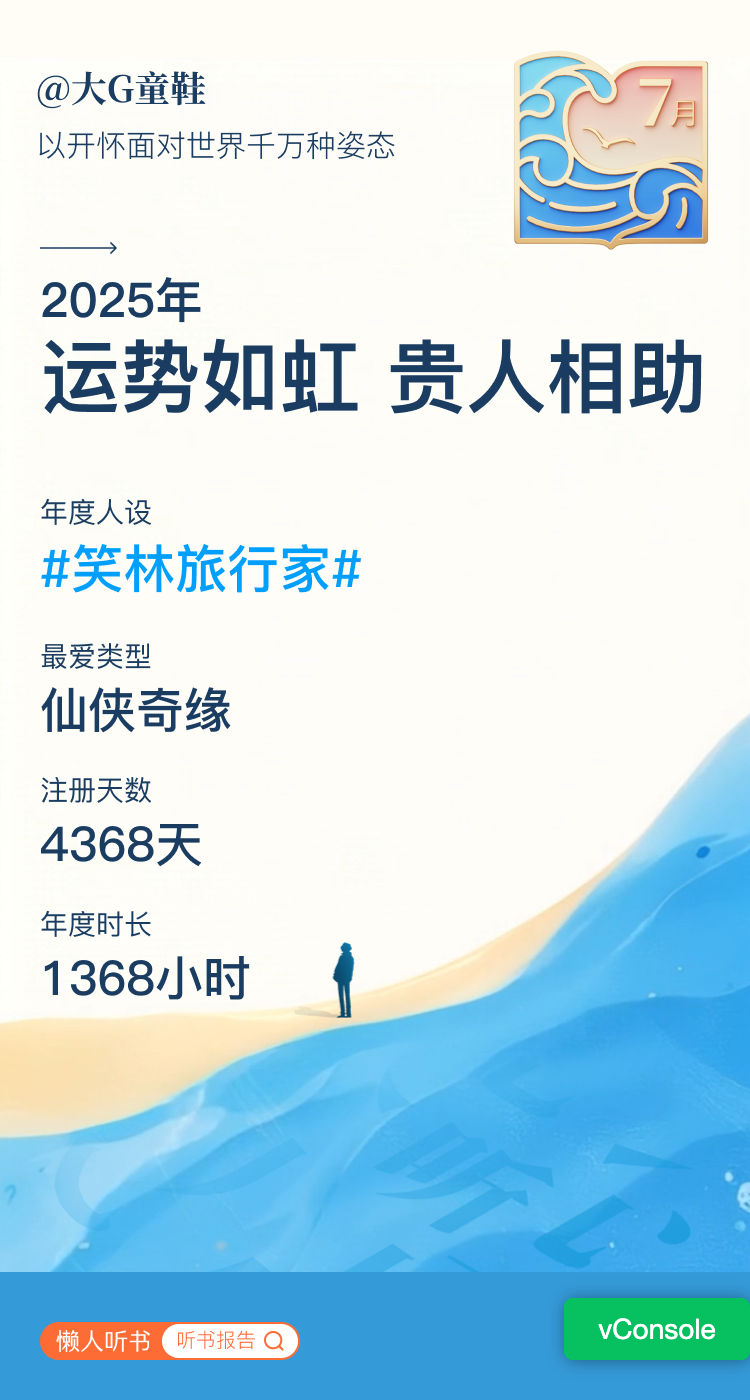 @大G童鞋
以开怀面对世界千万种姿态
7月
2025年
运势如虹 贵人相助
年度人设
#笑林旅行家#
最爱类型
仙侠奇缘
注册天数
4368天
年度时长
1368小时
懒人听书 听书报告
vConsole